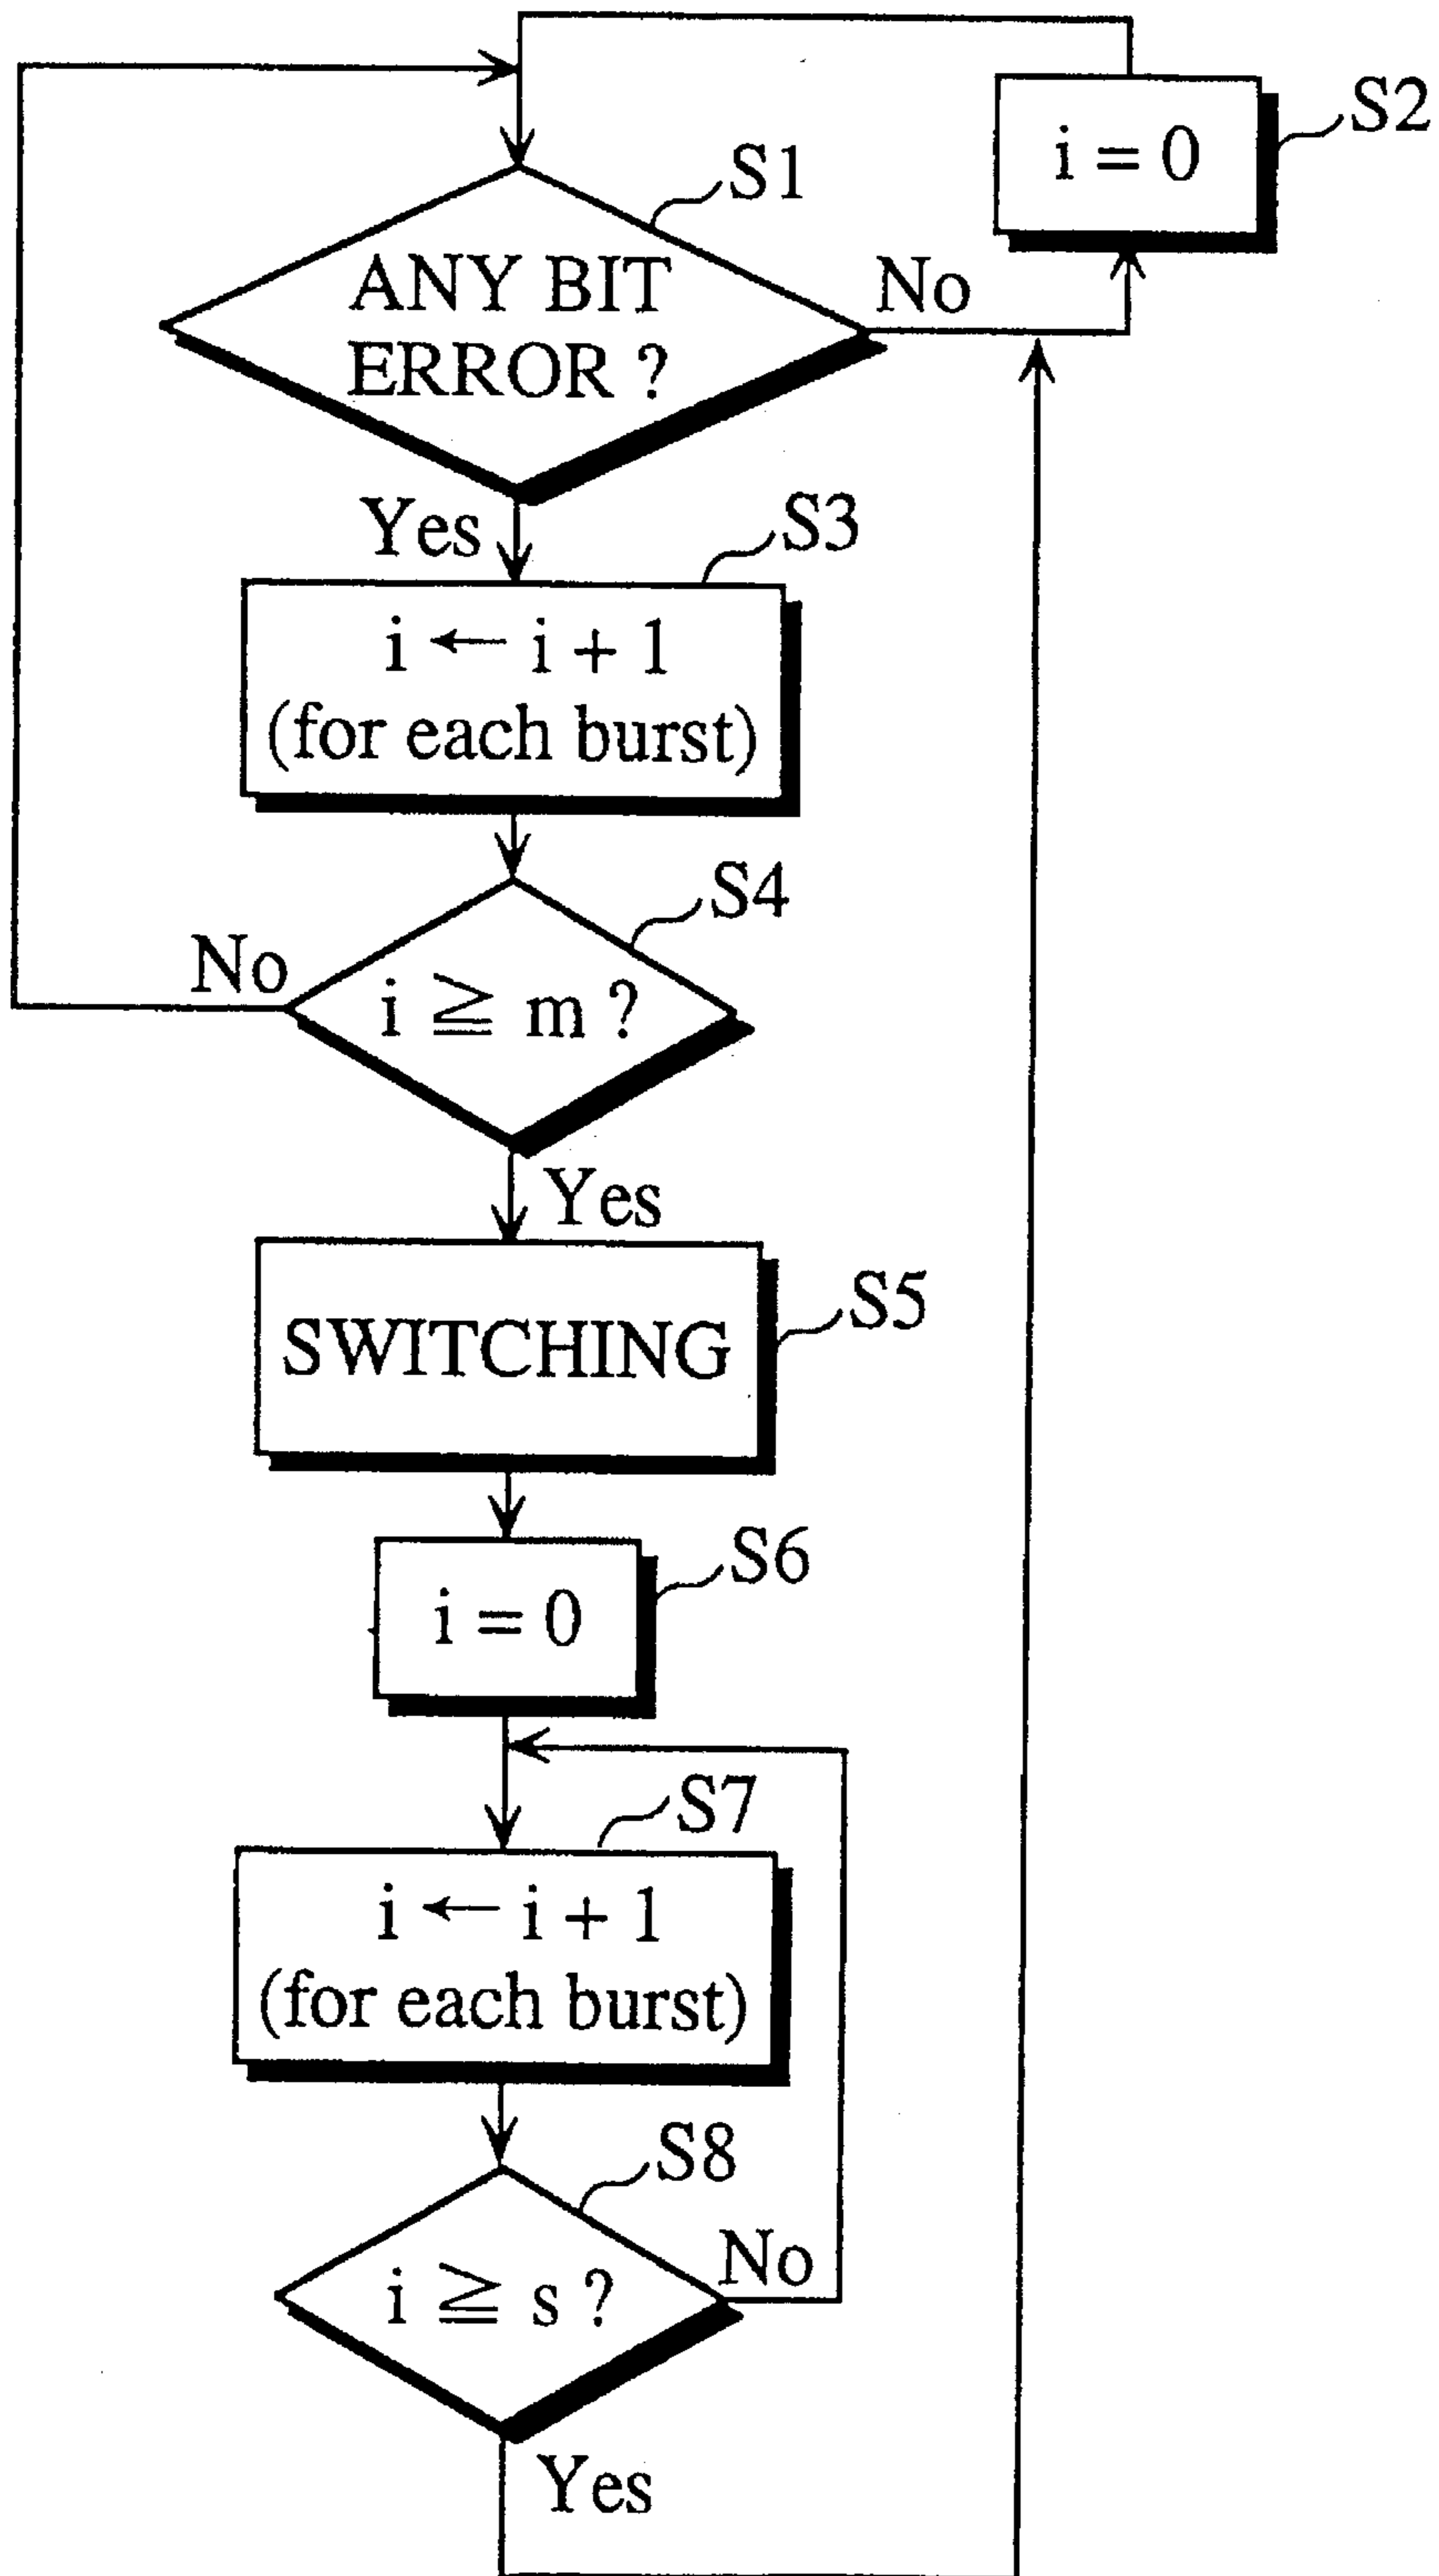 S2
i = 0
S1
ANY BIT
ERROR ?
No
Yes
S3
i ← i + 1
(for each burst)
S4
No
i ≧ m ?
Yes
S5
SWITCHING
S6
i = 0
S7
i ← i + 1
(for each burst)
S8
No
i ≧ s ?
Yes